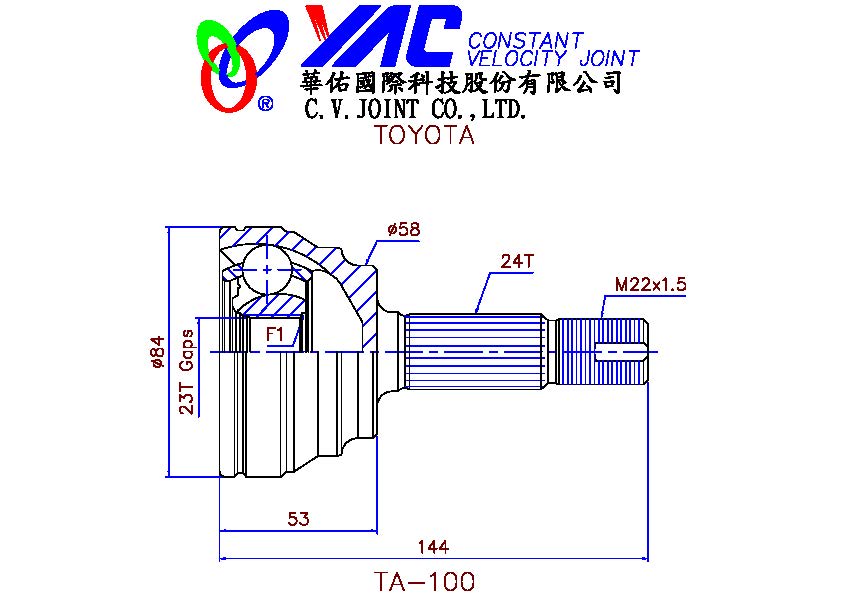 YAC CONSTANT
VELOCITY JOINT
®
華佑國際科技股份有限公司
C.V.JOINT CO.,LTD.
TOYOTA
ø58
24T
M22x1.5
F1
ø84
23T Gaps
53
144
TA-100